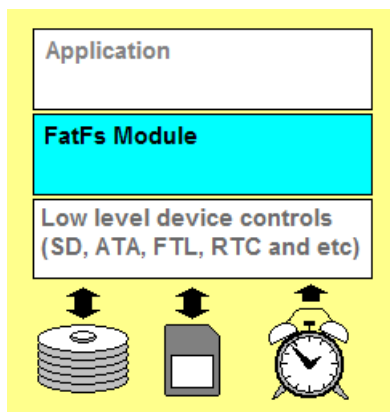 Application
FatFs Module
Low level device controls
(SD, ATA, FTL, RTC and etc)